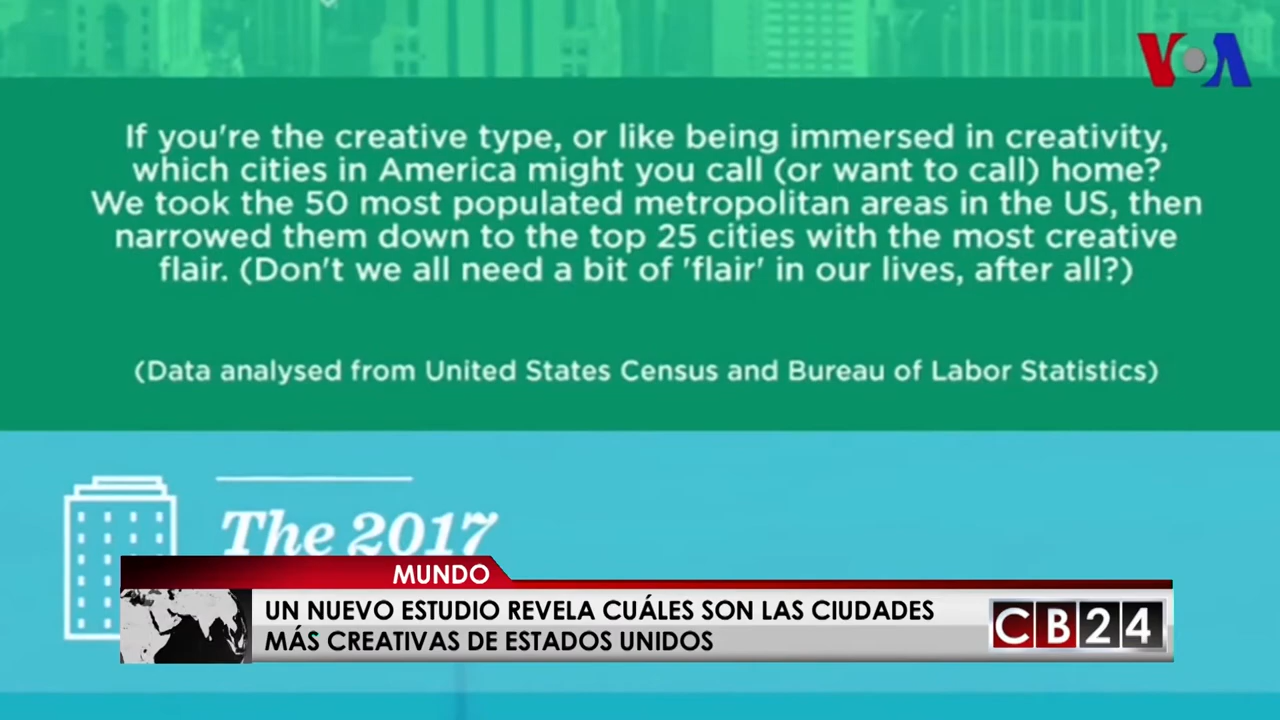 VOA
If you're the creative type, or like being immersed in creativity,
which cities in America might you call (or want to call) home?
We took the 50 most populated metropolitan areas in the US, then
narrowed them down to the top 25 cities with the most creative
flair. (Don't we all need a bit of 'flair' in our lives, after all?)
(Data analysed from United States Census and Bureau of Labor Statistics)
The 2017
MUNDO
UN NUEVO ESTUDIO REVELA CUÁLES SON LAS CIUDADES
MÁS CREATIVAS DE ESTADOS UNIDOS
CB24